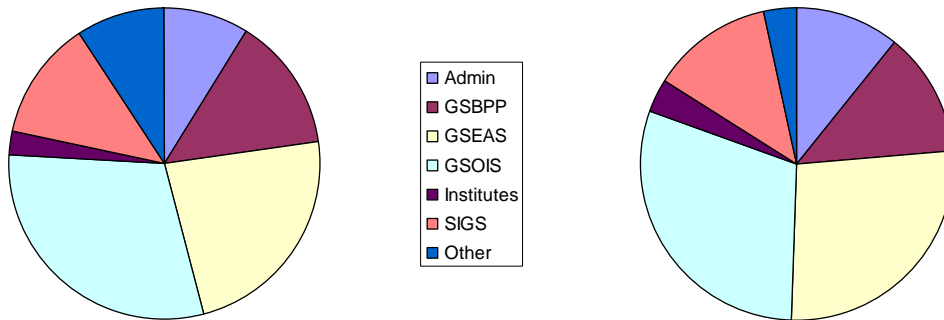 Admin
GSBPP
GSEAS
GSOIS
Institutes
SIGS
Other